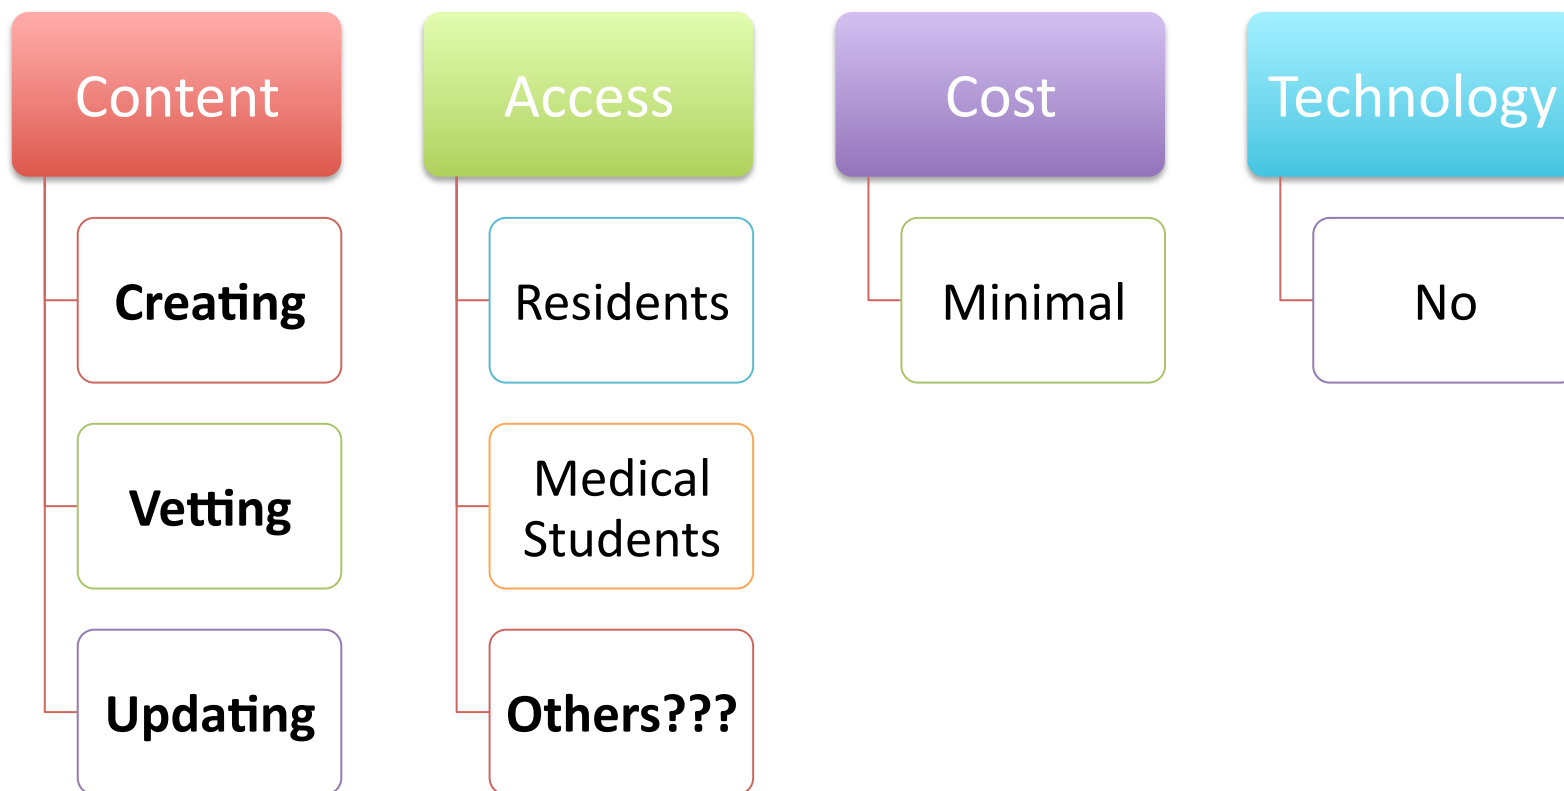 Content
Creating
Vetting
Updating
Access
Residents
Medical
Students
Others???
Cost
Minimal
Technology
No